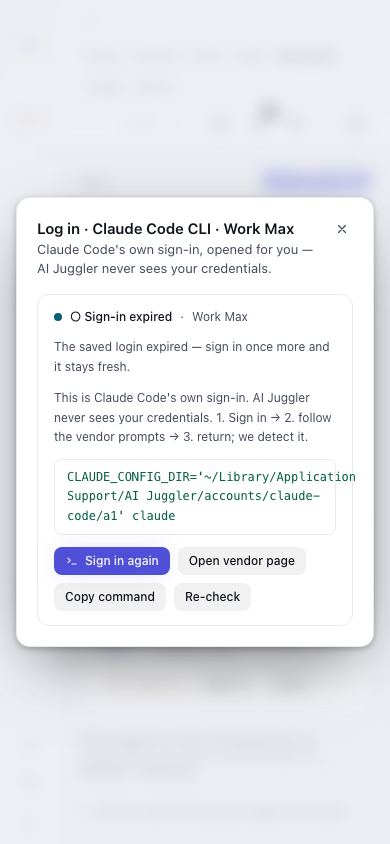 Log in · Claude Code CLI · Work Max
Claude Code's own sign-in, opened for you —
AI Juggler never sees your credentials.
Sign-in expired · Work Max
The saved login expired — sign in once more and
it stays fresh.
This is Claude Code's own sign-in. AI Juggler
never sees your credentials. 1. Sign in → 2. follow
the vendor prompts → 3. return; we detect it.
CLAUDE_CONFIG_DIR='~/Library/Application
Support/AI Juggler/accounts/claude-
code/a1' claude
Sign in again
Open vendor page
Copy command
Re-check